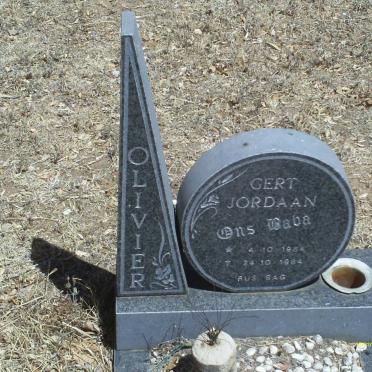 OLIVIER
GERT
JORDAAN
Ons Baba
* 4.10.1984
† 24.10.1984
RUS SAG